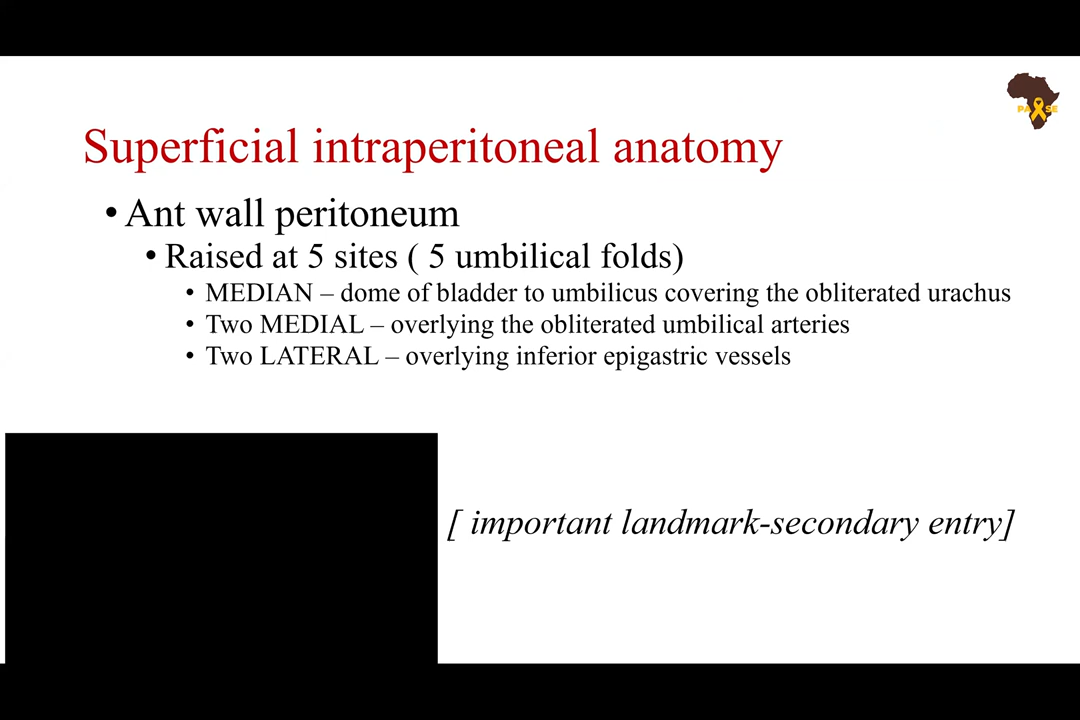 Superficial intraperitoneal anatomy
• Ant wall peritoneum
• Raised at 5 sites ( 5 umbilical folds)
• MEDIAN – dome of bladder to umbilicus covering the obliterated urachus
• Two MEDIAL – overlying the obliterated umbilical arteries
• Two LATERAL – overlying inferior epigastric vessels
[ important landmark-secondary entry]